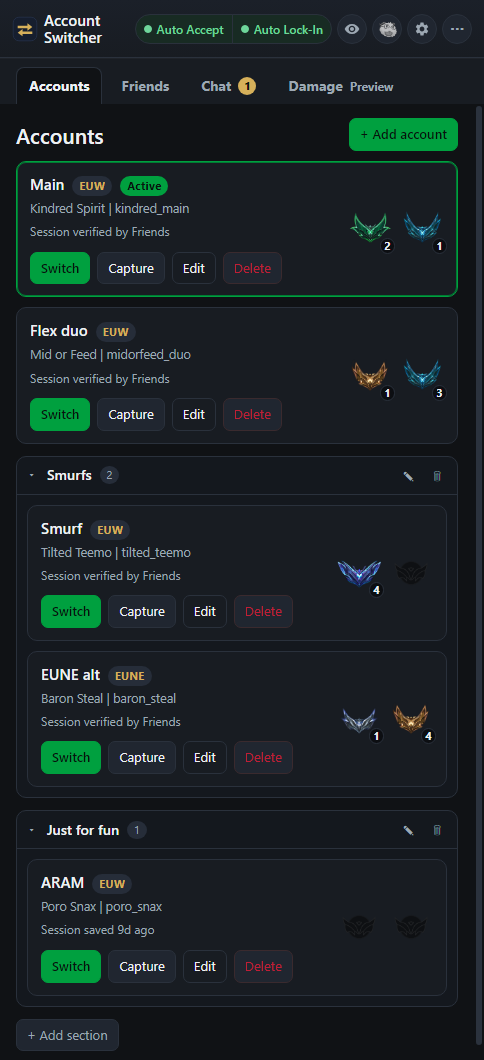 Account Switcher
Auto Accept
Auto Lock-In
Accounts
Friends
Chat 1
Damage Preview
Accounts
+ Add account
Main EUW Active
Kindred Spirit | kindred_main
Session verified by Friends
2 1
Switch Capture Edit Delete
Flex duo EUW
Mid or Feed | midorfeed_duo
Session verified by Friends
1 3
Switch Capture Edit Delete
Smurfs 2
Smurf EUW
Tilted Teemo | tilted_teemo
Session verified by Friends
4
Switch Capture Edit Delete
EUNE alt EUNE
Baron Steal | baron_steal
Session verified by Friends
1 4
Switch Capture Edit Delete
Just for fun 1
ARAM EUW
Poro Snax | poro_snax
Session saved 9d ago
Switch Capture Edit Delete
+ Add section